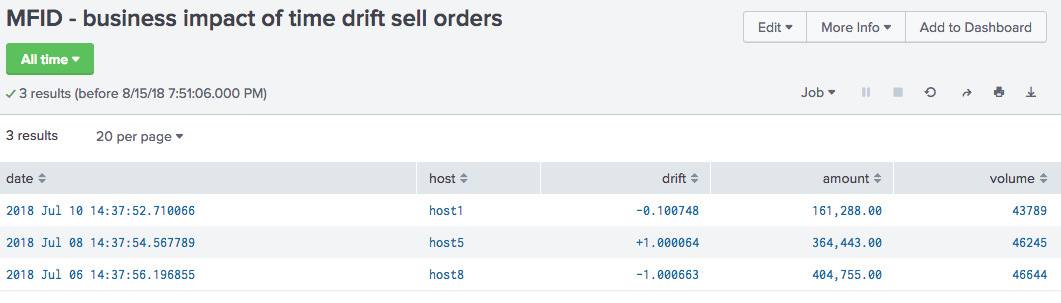 MFID - business impact of time drift sell orders
Edit More Info Add to Dashboard
All time
3 results (before 8/15/18 7:51:06.000 PM)
Job
3 results 20 per page
date host drift amount volume
2018 Jul 10 14:37:52.710066 host1 -0.100748 161,288.00 43789
2018 Jul 08 14:37:54.567789 host5 +1.000064 364,443.00 46245
2018 Jul 06 14:37:56.196855 host8 -1.000663 404,755.00 46644